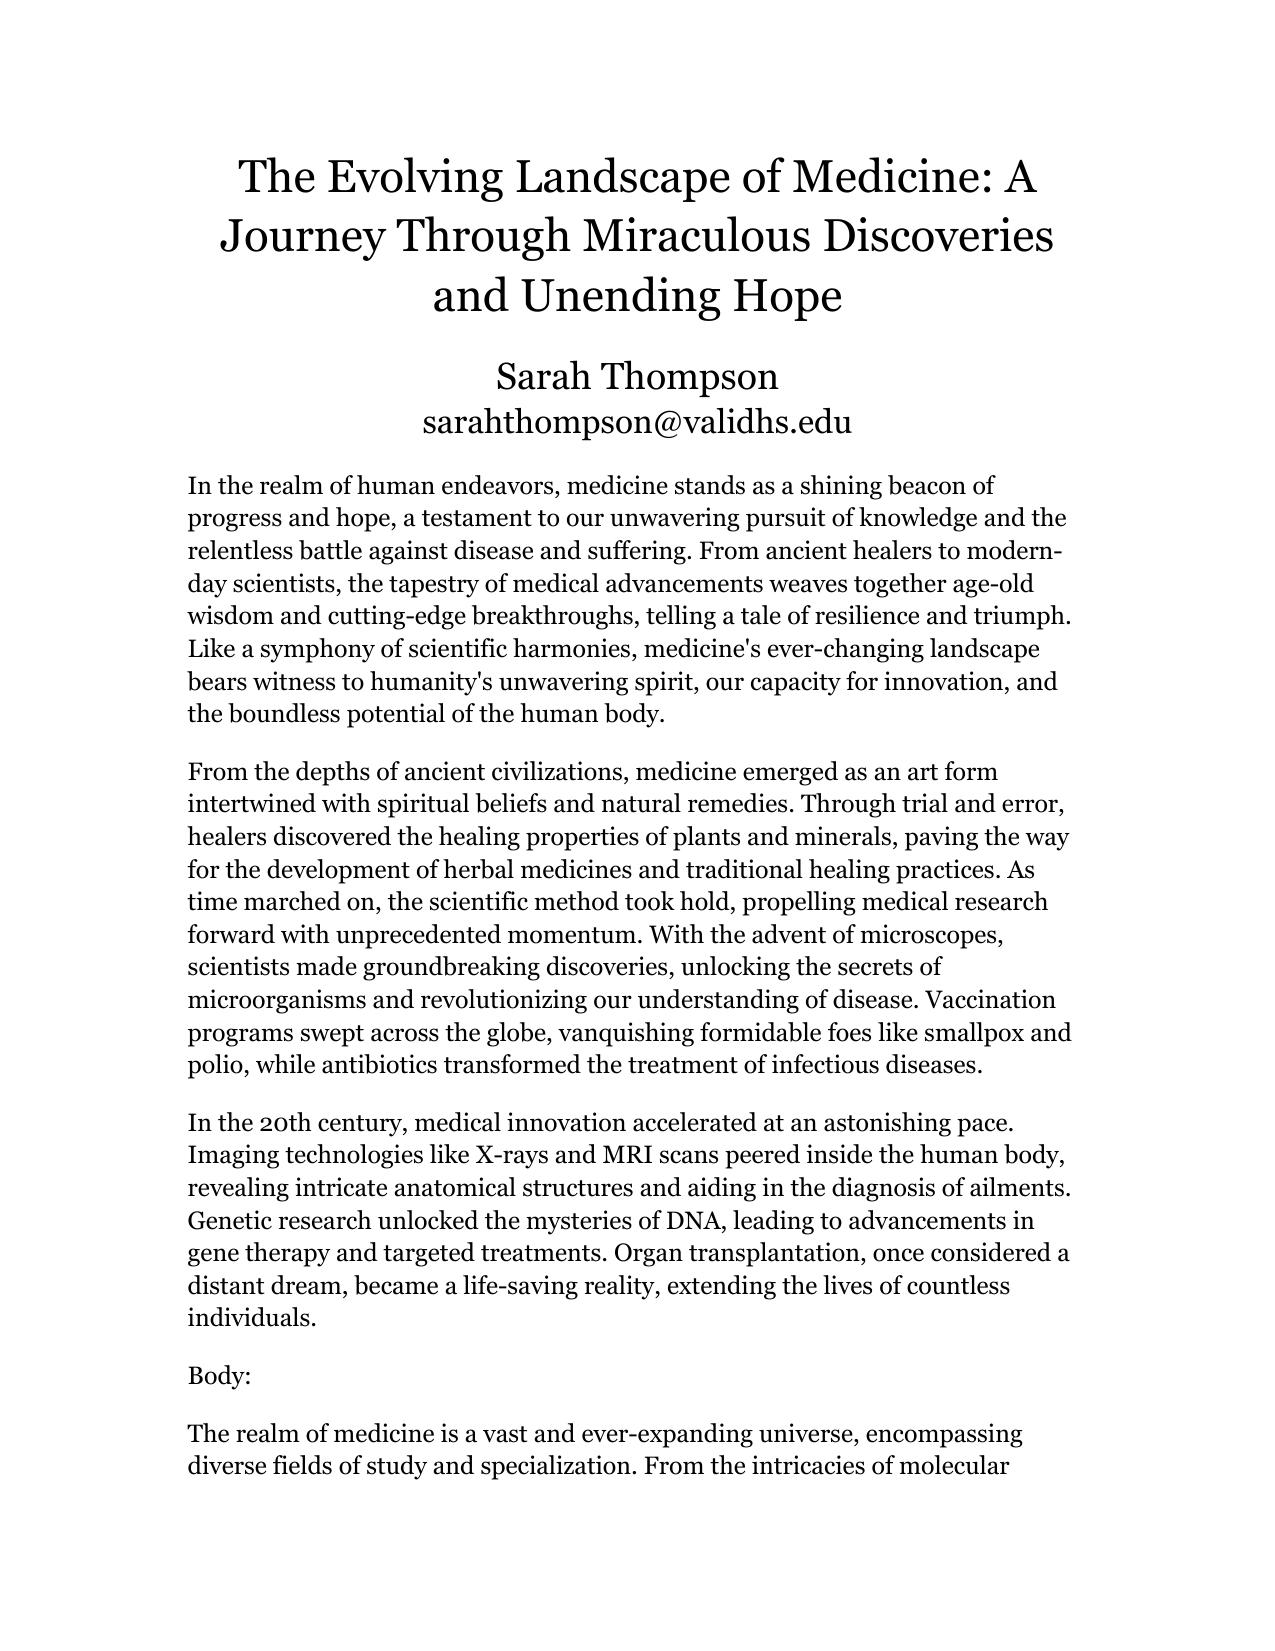 The Evolving Landscape of Medicine: A
Journey Through Miraculous Discoveries
and Unending Hope
Sarah Thompson
sarahthompson@validhs.edu
In the realm of human endeavors, medicine stands as a shining beacon of
progress and hope, a testament to our unwavering pursuit of knowledge and the
relentless battle against disease and suffering. From ancient healers to modern-
day scientists, the tapestry of medical advancements weaves together age-old
wisdom and cutting-edge breakthroughs, telling a tale of resilience and triumph.
Like a symphony of scientific harmonies, medicine's ever-changing landscape
bears witness to humanity's unwavering spirit, our capacity for innovation, and
the boundless potential of the human body.
From the depths of ancient civilizations, medicine emerged as an art form
intertwined with spiritual beliefs and natural remedies. Through trial and error,
healers discovered the healing properties of plants and minerals, paving the way
for the development of herbal medicines and traditional healing practices. As
time marched on, the scientific method took hold, propelling medical research
forward with unprecedented momentum. With the advent of microscopes,
scientists made groundbreaking discoveries, unlocking the secrets of
microorganisms and revolutionizing our understanding of disease. Vaccination
programs swept across the globe, vanquishing formidable foes like smallpox and
polio, while antibiotics transformed the treatment of infectious diseases.
In the 20th century, medical innovation accelerated at an astonishing pace.
Imaging technologies like X-rays and MRI scans peered inside the human body,
revealing intricate anatomical structures and aiding in the diagnosis of ailments.
Genetic research unlocked the mysteries of DNA, leading to advancements in
gene therapy and targeted treatments. Organ transplantation, once considered a
distant dream, became a life-saving reality, extending the lives of countless
individuals.
Body:
The realm of medicine is a vast and ever-expanding universe, encompassing
diverse fields of study and specialization. From the intricacies of molecular